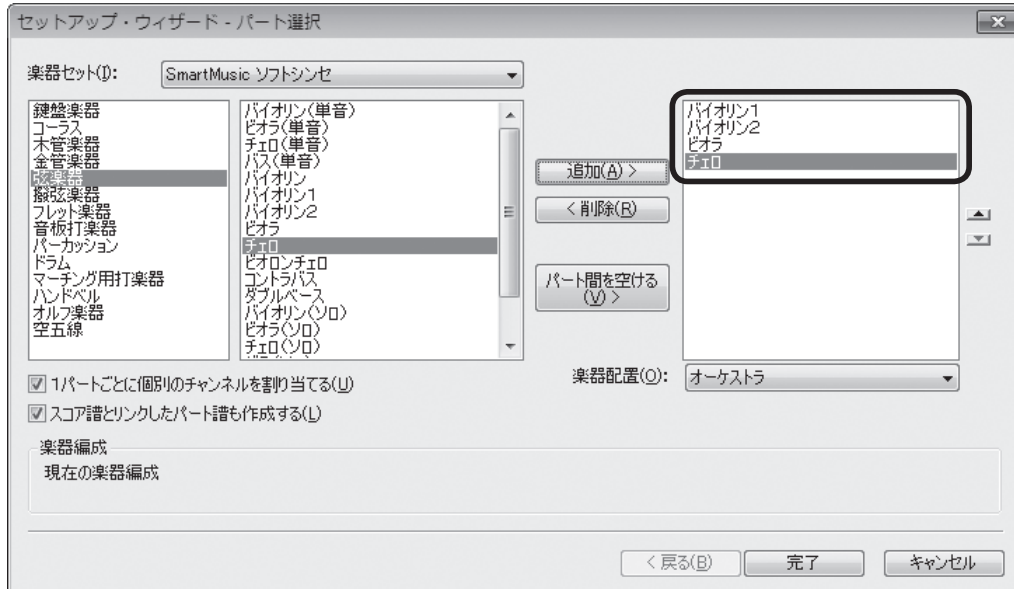 セットアップ・ウィザード - パート選択
楽器セット(I):
SmartMusic ソフトシンセ
鍵盤楽器
コーラス
木管楽器
金管楽器
弦楽器
撥弦楽器
フレット楽器
音板打楽器
パーカッション
ドラム
マーチング用打楽器
ハンドベル
オルフ楽器
空五線
バイオリン(単音)
ビオラ(単音)
チェロ(単音)
バス(単音)
バイオリン
バイオリン1
バイオリン2
ビオラ
チェロ
ビオロンチェロ
コントラバス
ダブルベース
バイオリン(ソロ)
ビオラ(ソロ)
チェロ(ソロ)
追加(A) >
< 削除(R)
パート間を空ける
(V) >
バイオリン1
バイオリン2
ビオラ
チェロ
楽器配置(O):
オーケストラ
1パートごとに個別のチャンネルを割り当てる(U)
スコア譜とリンクしたパート譜も作成する(L)
楽器編成
現在の楽器編成
< 戻る(B)
完了
キャンセル